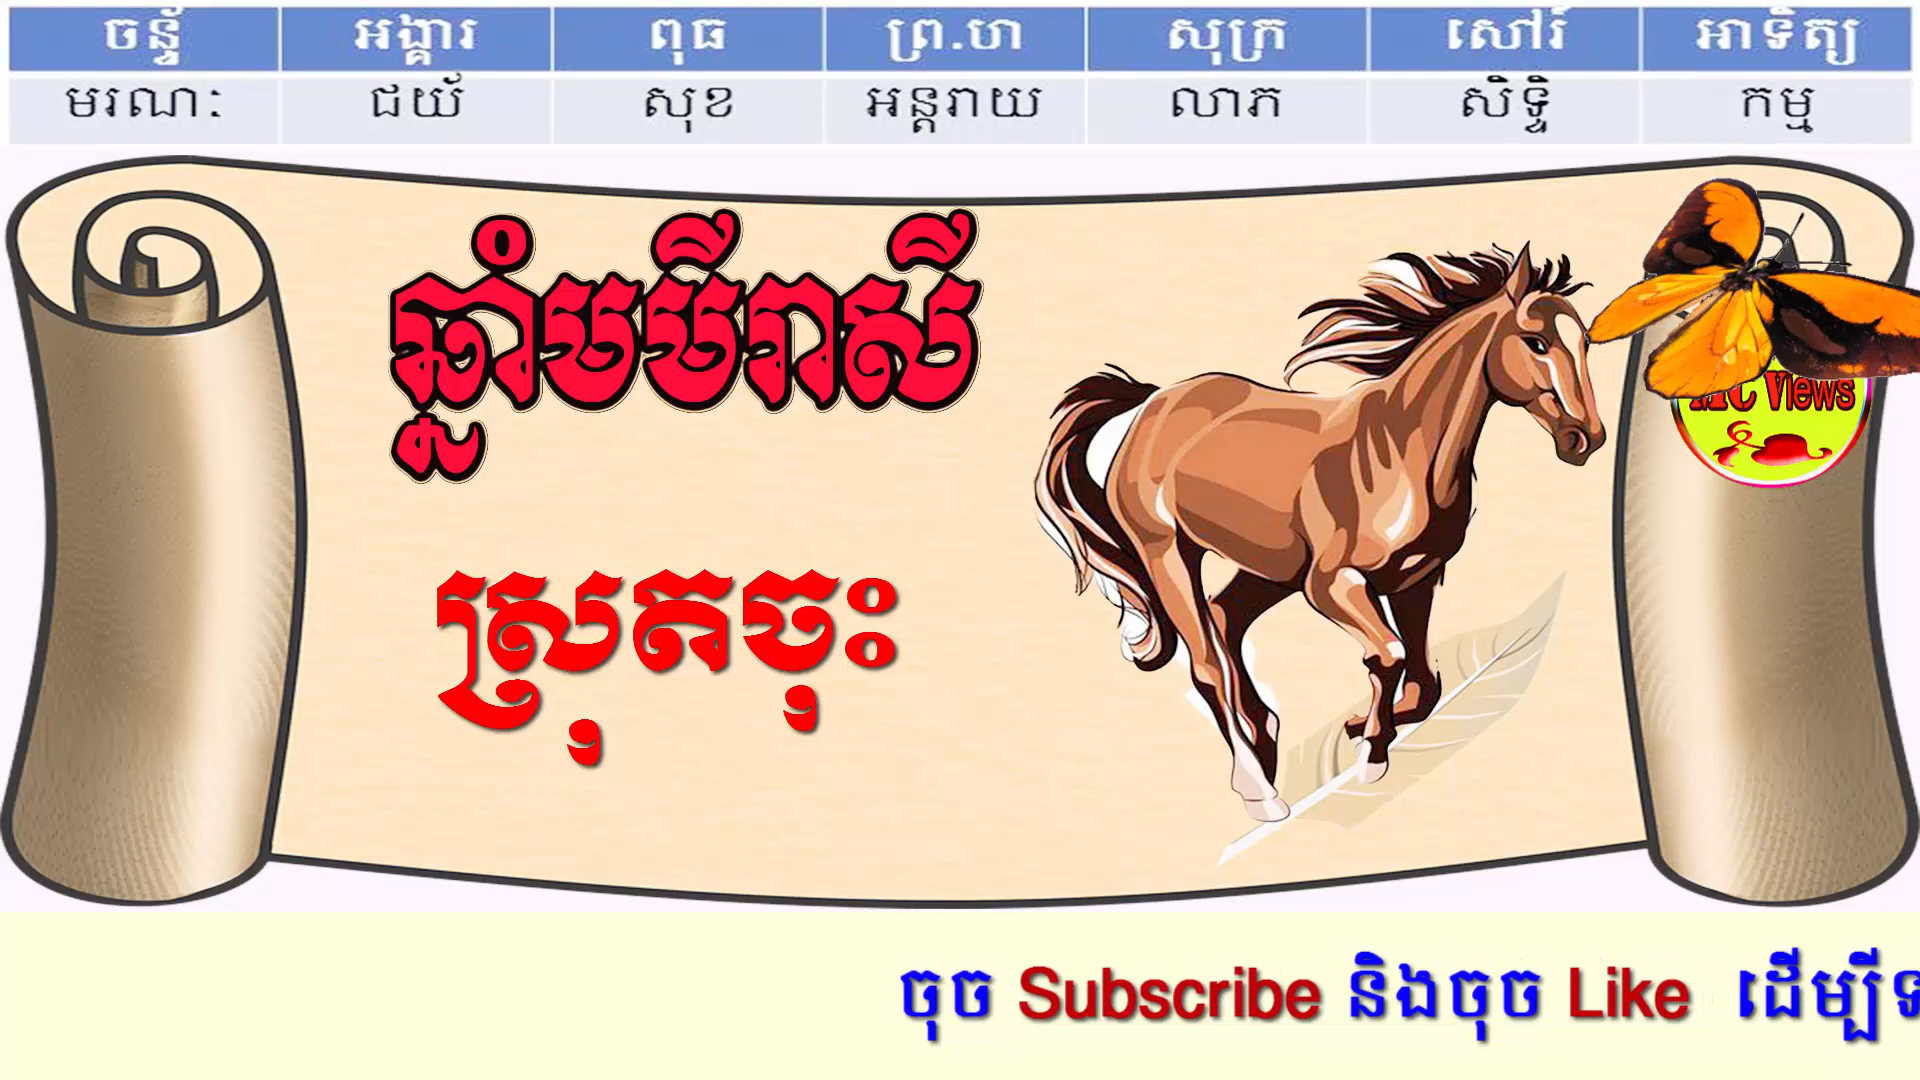 ចន្ទ័ អង្គារ ពុធ ព្រ.ហ សុក្រ សៅរ៍ អាទិត្យ
មរណៈ ជយ័ សុខ អន្តរាយ លាភ សិទ្ធិ កម្ម
ឆ្នាំមមីរាសី
ស្រុតចុះ
MC Views
ចុច Subscribe និងចុច Like ដើម្បីទ